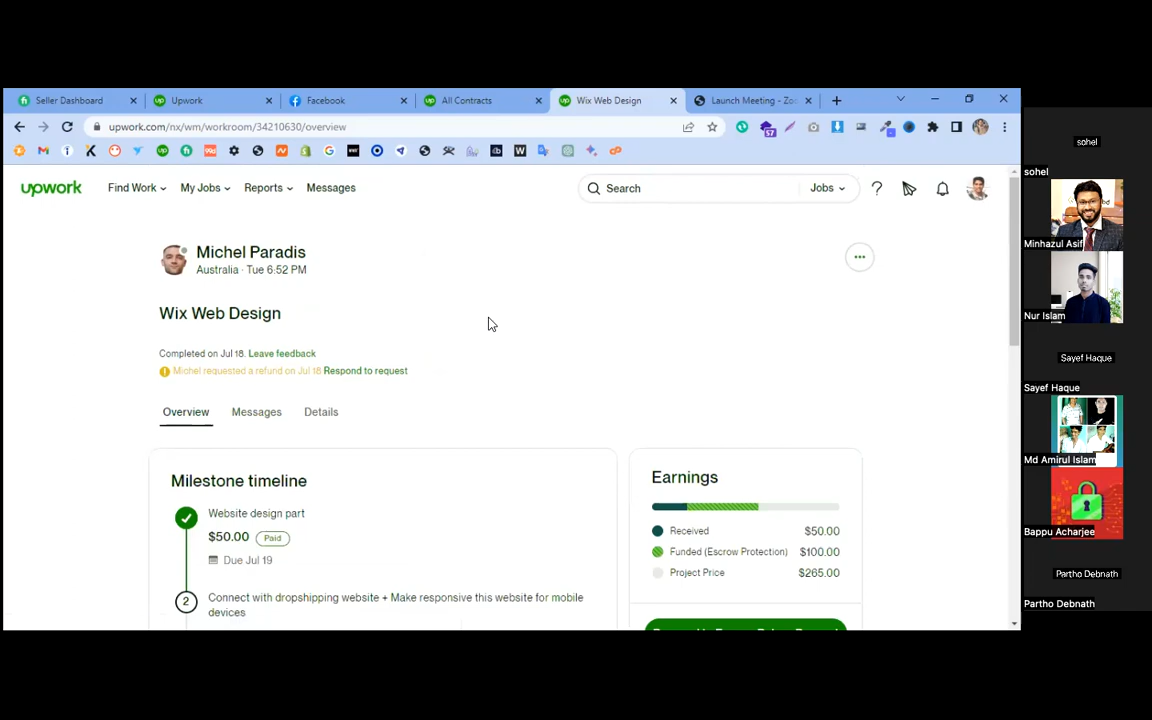 Seller Dashboard
Upwork
Facebook
All Contracts
Wix Web Design
Launch Meeting - Zo
upwork.com/nx/wm/workroom/34210630/overview
57
upwork
Find Work
My Jobs
Reports
Messages
Search
Jobs
Michel Paradis
Australia · Tue 6:52 PM
Wix Web Design
Completed on Jul 18. Leave feedback
Michel requested a refund on Jul 18 Respond to request
Overview
Messages
Details
Milestone timeline
Website design part
$50.00 Paid
Due Jul 19
2
Connect with dropshipping website + Make responsive this website for mobile
devices
Earnings
Received $50.00
Funded (Escrow Protection) $100.00
Project Price $265.00
sohel
sohel
Minhazul Asif
Nur Islam
Sayef Haque
Sayef Haque
Md Amirul Islam
Bappu Acharjee
Partho Debnath
Partho Debnath